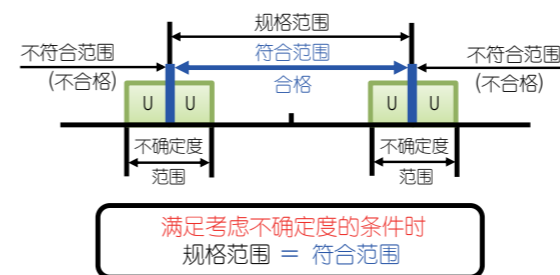 规格范围
不符合范围
(不合格)
符合范围
合格
不符合范围
(不合格)
U U
U U
不确定度
范围
不确定度
范围
满足考虑不确定度的条件时
规格范围 = 符合范围